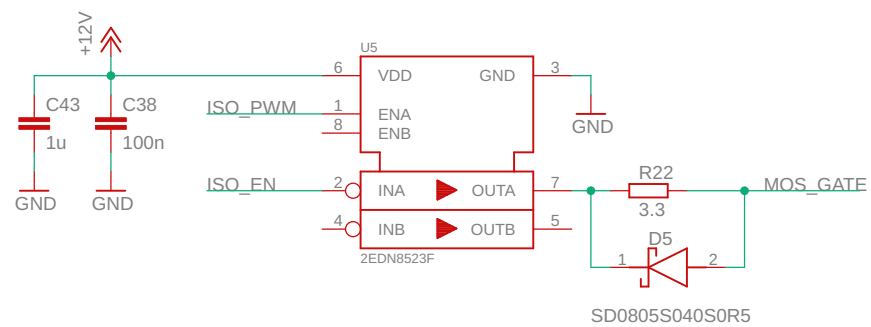 +12V
U5
6 VDD GND 3
C43 C38
ISO_PWM 1 ENA
1u 100n
8 ENB
GND
GND GND
ISO_EN 2 INA OUTA 7
R22
MOS_GATE
3.3
4 INB OUTB 5
D5
2EDN8523F
1 2
SD0805S040S0R5